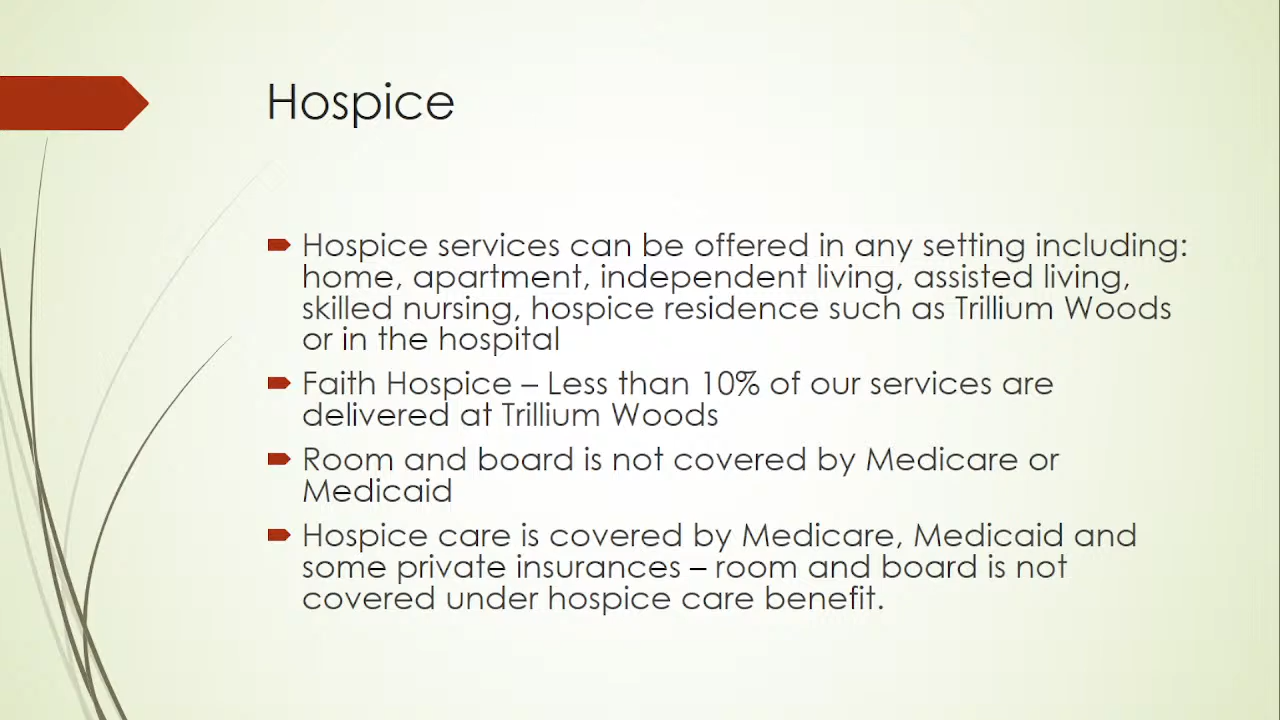 Hospice
Hospice services can be offered in any setting including:
home, apartment, independent living, assisted living,
skilled nursing, hospice residence such as Trillium Woods
or in the hospital
Faith Hospice – Less than 10% of our services are
delivered at Trillium Woods
Room and board is not covered by Medicare or
Medicaid
Hospice care is covered by Medicare, Medicaid and
some private insurances – room and board is not
covered under hospice care benefit.